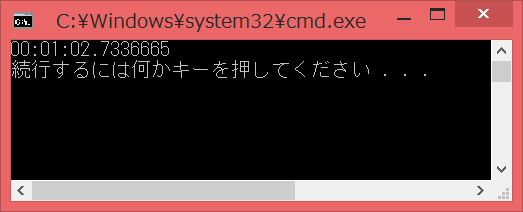 C:¥Windows¥system32¥cmd.exe
00:01:02.7336665
続行するには何かキーを押してください . . .